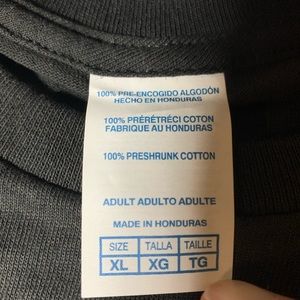 100% PRE-ENCOGIDO ALGODÓN
HECHO EN HONDURAS
100% PRÉRÉTRÉCI COTON
FABRIQUE AU HONDURAS
100% PRESHRUNK COTTON
ADULT ADULTO ADULTE
MADE IN HONDURAS
SIZE TALLA TAILLE
XL XG TG